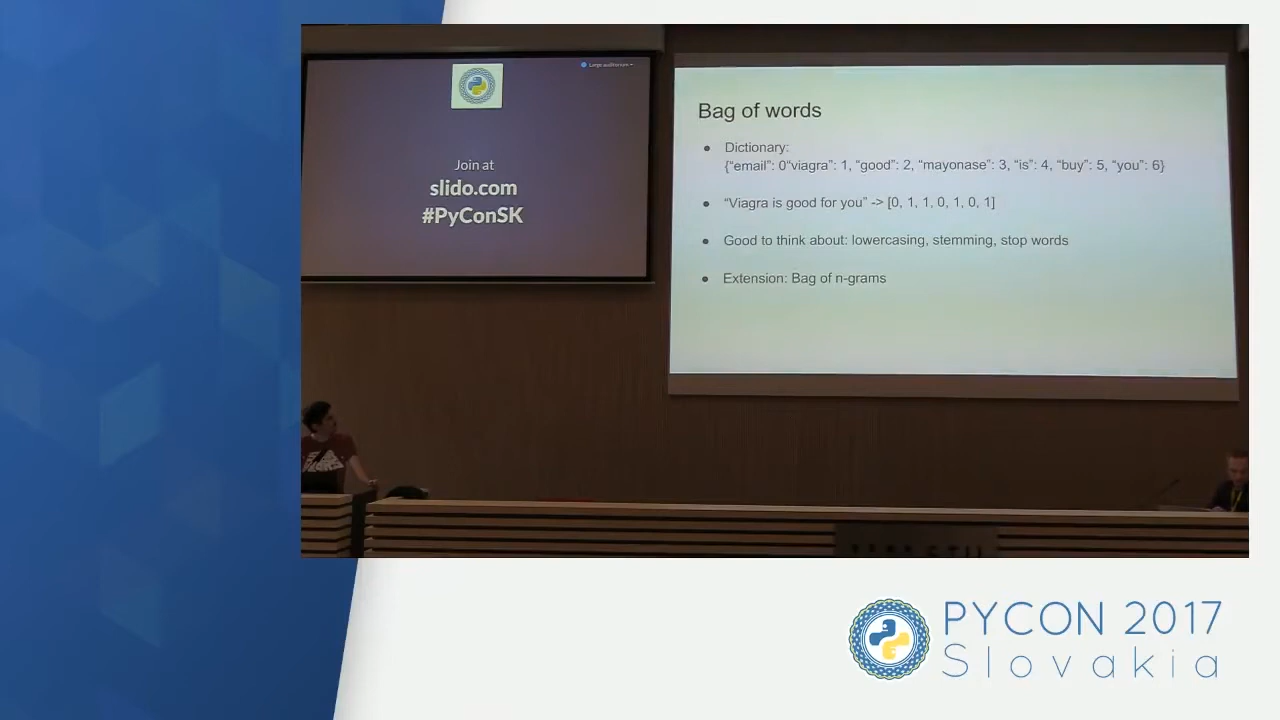 Large auditorium
Join at
slido.com
#PyConSK
Bag of words
● Dictionary:
{“email”: 0“viagra”: 1, “good”: 2, “mayonase”: 3, “is”: 4, “buy”: 5, “you”: 6}
● “Viagra is good for you” -> [0, 1, 1, 0, 1, 0, 1]
● Good to think about: lowercasing, stemming, stop words
● Extension: Bag of n-grams
PYCON 2017
Slovakia